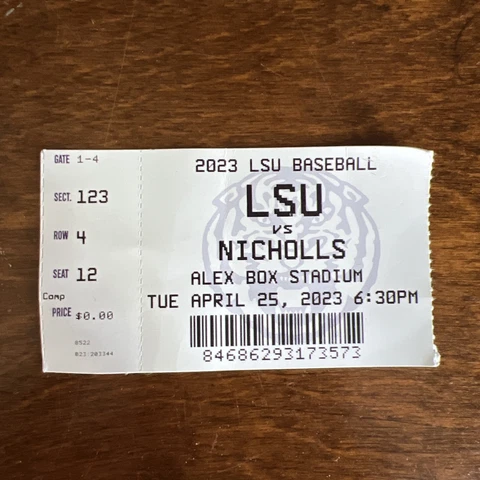 GATE 1-4
SECT. 123
ROW 4
SEAT 12
Comp
PRICE $0.00
2023 LSU BASEBALL
LSU
vs
NICHOLLS
ALEX BOX STADIUM
TUE APRIL 25, 2023 6:30PM
84686293173573